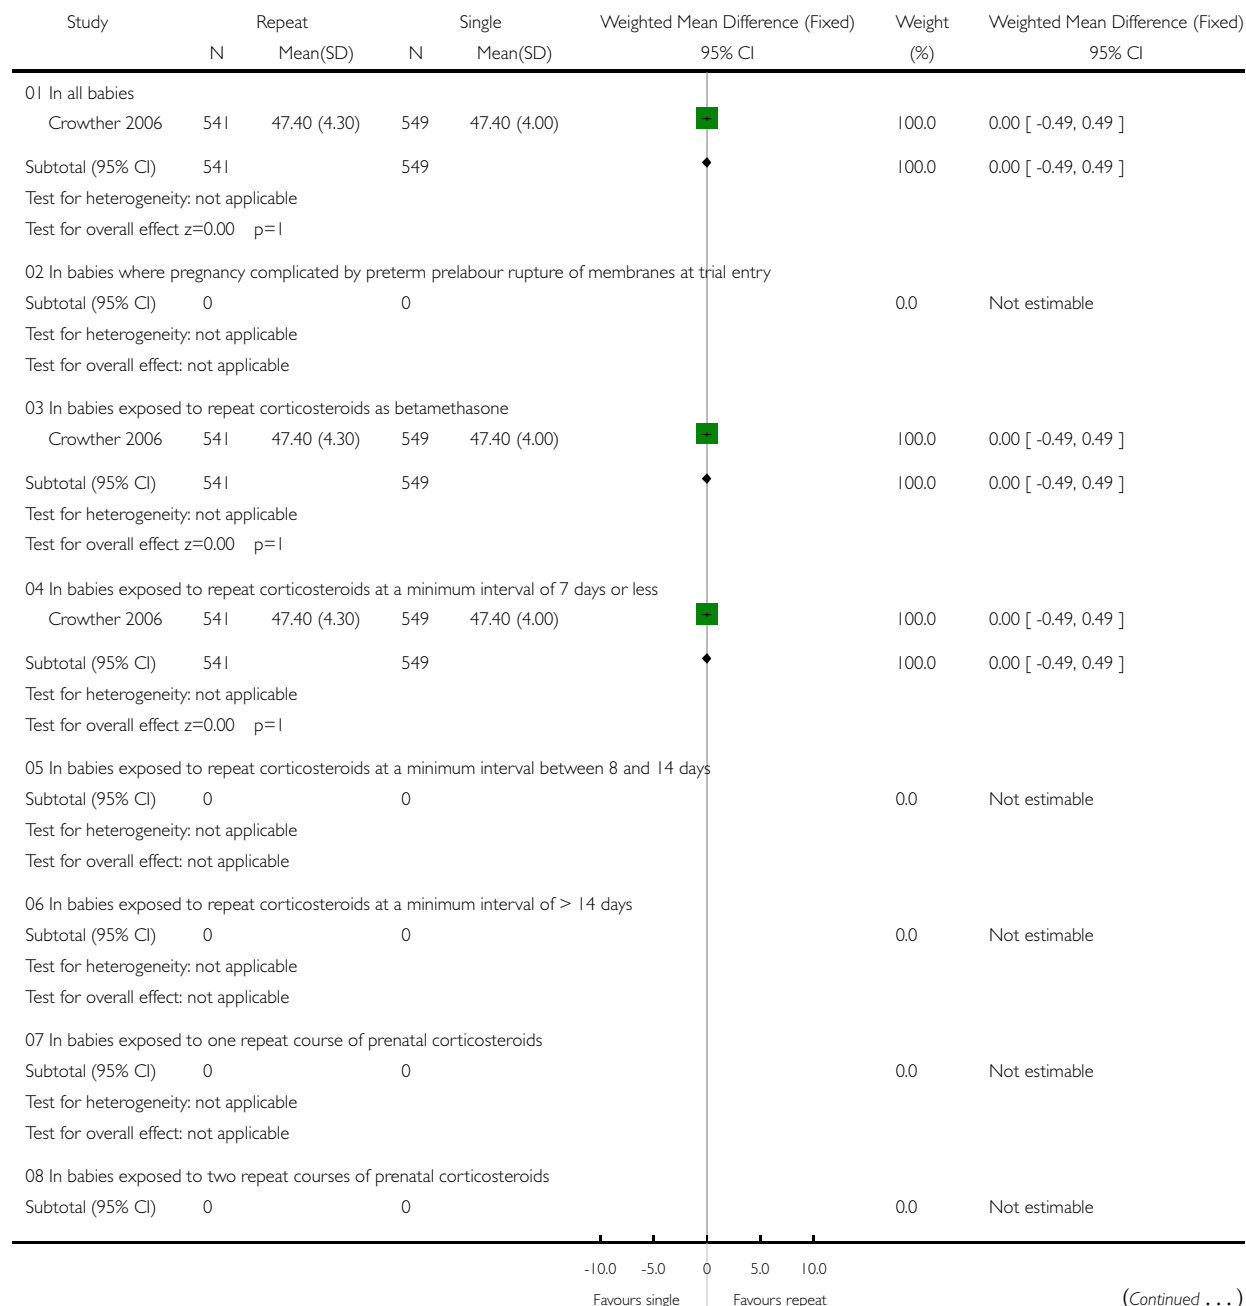 Study Repeat Single Weighted Mean Difference (Fixed) Weight Weighted Mean Difference (Fixed)
N Mean(SD) N Mean(SD) 95% CI (%) 95% CI
01 In all babies
Crowther 2006 541 47.40 (4.30) 549 47.40 (4.00) 100.0 0.00 [ -0.49, 0.49 ]
Subtotal (95% CI) 541 549 100.0 0.00 [ -0.49, 0.49 ]
Test for heterogeneity: not applicable
Test for overall effect z=0.00 p=1
02 In babies where pregnancy complicated by preterm prelabour rupture of membranes at trial entry
Subtotal (95% CI) 0 0 0.0 Not estimable
Test for heterogeneity: not applicable
Test for overall effect: not applicable
03 In babies exposed to repeat corticosteroids as betamethasone
Crowther 2006 541 47.40 (4.30) 549 47.40 (4.00) 100.0 0.00 [ -0.49, 0.49 ]
Subtotal (95% CI) 541 549 100.0 0.00 [ -0.49, 0.49 ]
Test for heterogeneity: not applicable
Test for overall effect z=0.00 p=1
04 In babies exposed to repeat corticosteroids at a minimum interval of 7 days or less
Crowther 2006 541 47.40 (4.30) 549 47.40 (4.00) 100.0 0.00 [ -0.49, 0.49 ]
Subtotal (95% CI) 541 549 100.0 0.00 [ -0.49, 0.49 ]
Test for heterogeneity: not applicable
Test for overall effect z=0.00 p=1
05 In babies exposed to repeat corticosteroids at a minimum interval between 8 and 14 days
Subtotal (95% CI) 0 0 0.0 Not estimable
Test for heterogeneity: not applicable
Test for overall effect: not applicable
06 In babies exposed to repeat corticosteroids at a minimum interval of > 14 days
Subtotal (95% CI) 0 0 0.0 Not estimable
Test for heterogeneity: not applicable
Test for overall effect: not applicable
07 In babies exposed to one repeat course of prenatal corticosteroids
Subtotal (95% CI) 0 0 0.0 Not estimable
Test for heterogeneity: not applicable
Test for overall effect: not applicable
08 In babies exposed to two repeat courses of prenatal corticosteroids
Subtotal (95% CI) 0 0 0.0 Not estimable
-10.0 -5.0 0 5.0 10.0
Favours single Favours repeat (Continued . . . )